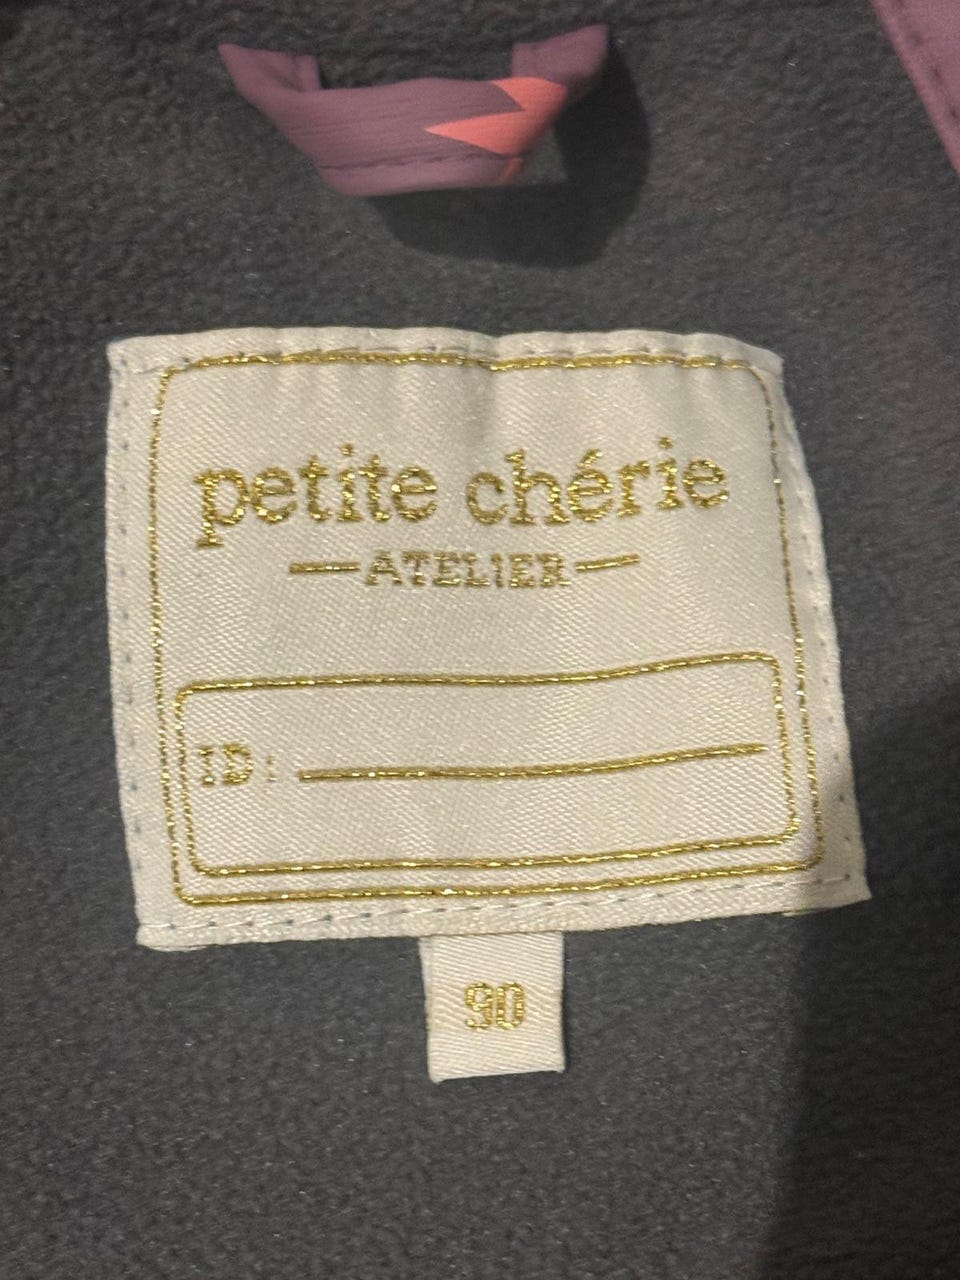 petite chérie
ATELIER
ID:
90